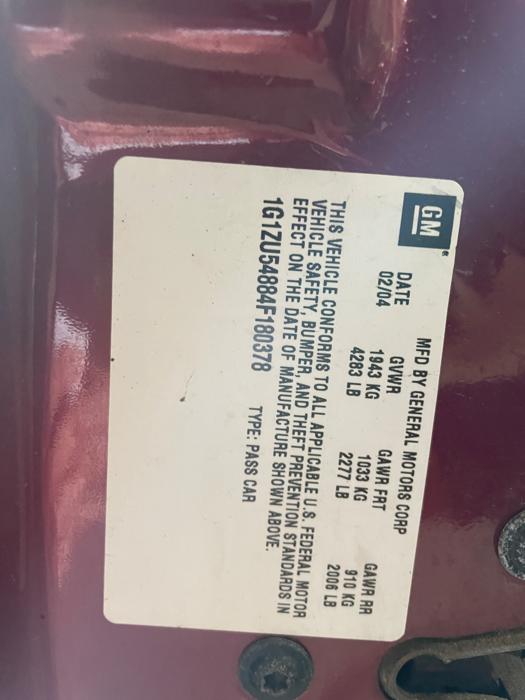 GM
MFD BY GENERAL MOTORS CORP
DATE GVWR GAWR FRT GAWR RR
02/04 1943 KG 1033 KG 910 KG
4283 LB 2277 LB 2006 LB
THIS VEHICLE CONFORMS TO ALL APPLICABLE U.S. FEDERAL MOTOR
VEHICLE SAFETY, BUMPER, AND THEFT PREVENTION STANDARDS IN
EFFECT ON THE DATE OF MANUFACTURE SHOWN ABOVE.
1G1ZU54884F180378 TYPE: PASS CAR